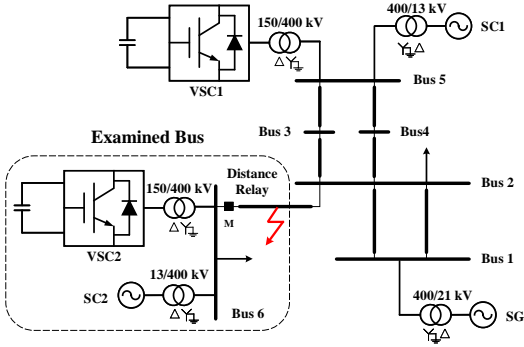 150/400 kV
400/13 kV
SC1
VSC1
Bus 5
Bus 3
Bus4
Examined Bus
Distance
Relay
150/400 kV
Bus 2
M
VSC2
13/400 kV
SC2
Bus 6
Bus 1
400/21 kV
SG